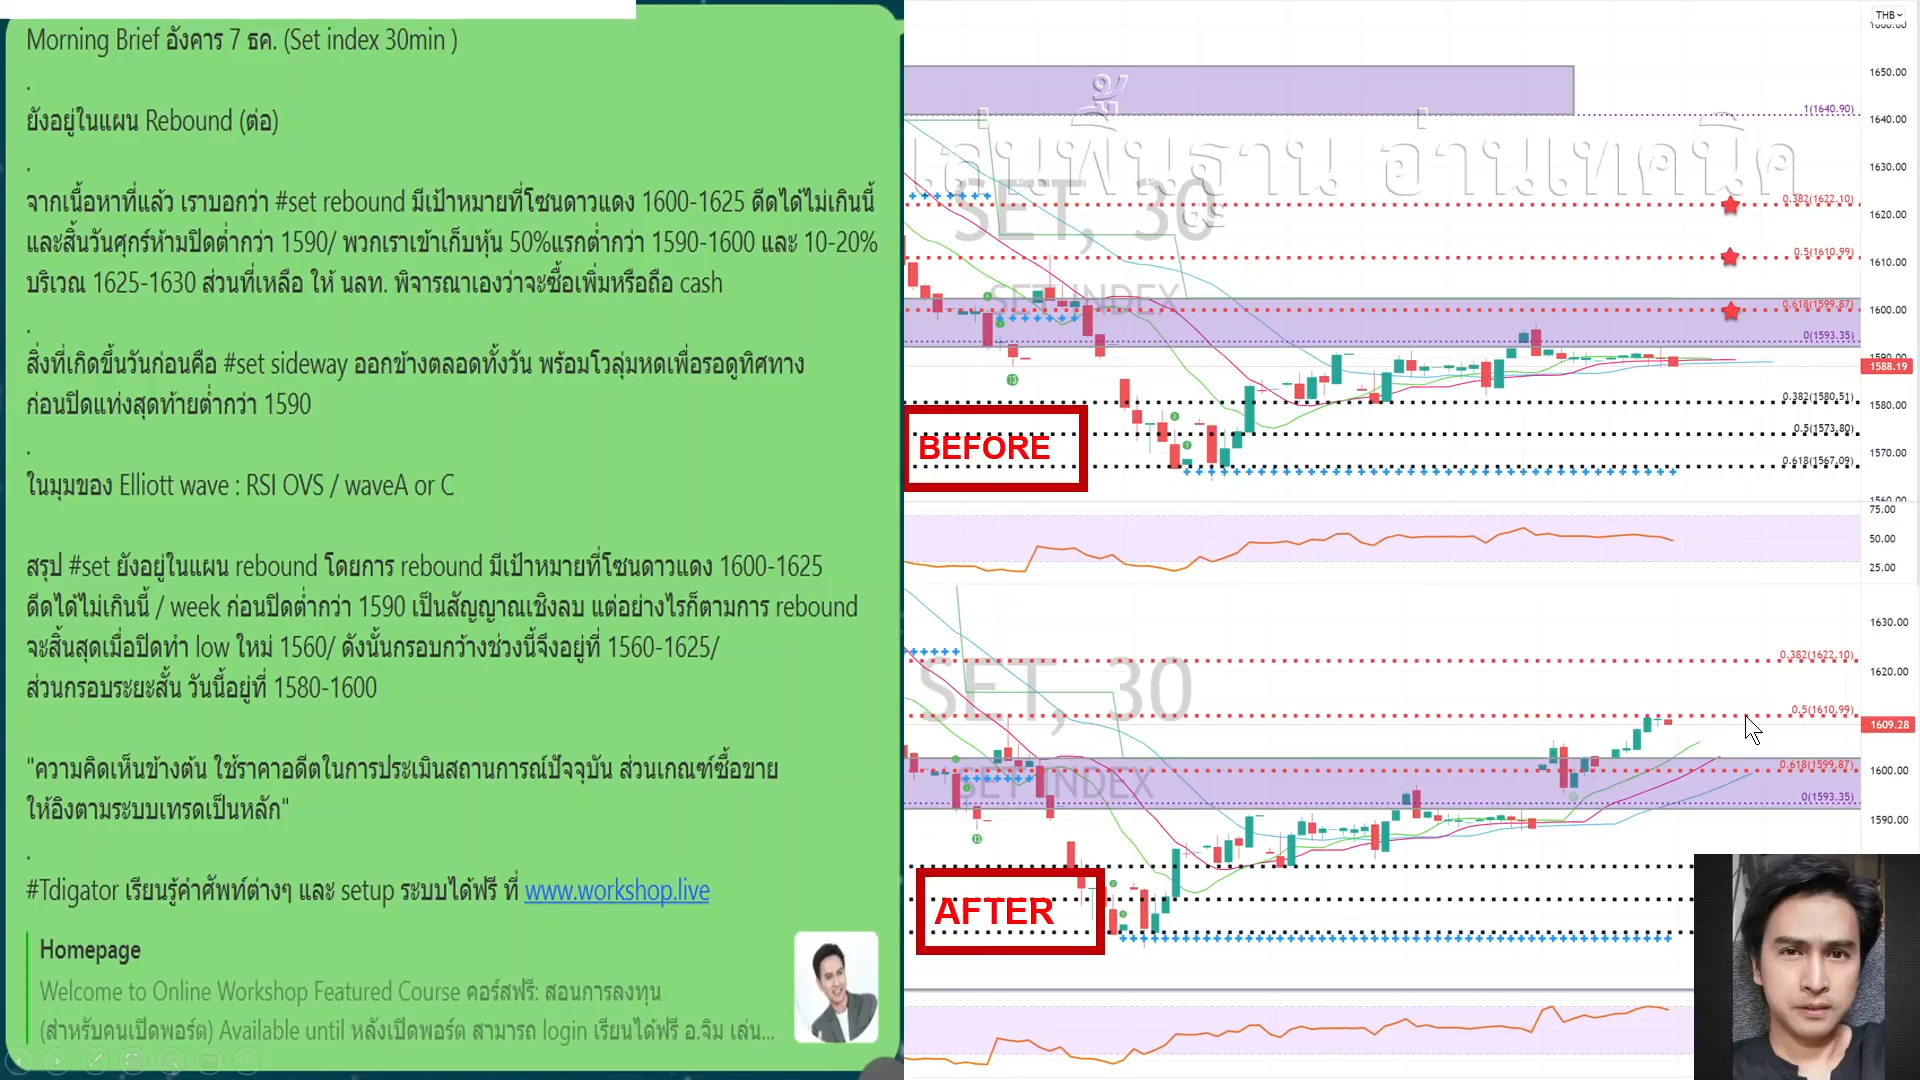 Morning Brief อังคาร 7 ธค. (Set index 30min )
.
ยังอยู่ในแผน Rebound (ต่อ)
.
จากเนื้อหาที่แล้ว เราบอกว่า #set rebound มีเป้าหมายที่โซนดาวแดง 1600-1625 ดีดได้ไม่เกินนี้
และสิ้นวันศุกร์ห้ามปิดต่ำกว่า 1590/ พวกเราเข้าเก็บหุ้น 50%แรกต่ำกว่า 1590-1600 และ 10-20%
บริเวณ 1625-1630 ส่วนที่เหลือ ให้ นลท. พิจารณาเองว่าจะซื้อเพิ่มหรือถือ cash
.
สิ่งที่เกิดขึ้นวันก่อนคือ #set sideway ออกข้างตลอดทั้งวัน พร้อมโวลุ่มหดเพื่อรอดูทิศทาง
ก่อนปิดแท่งสุดท้ายต่ำกว่า 1590
.
ในมุมของ Elliott wave : RSI OVS / waveA or C
สรุป #set ยังอยู่ในแผน rebound โดยการ rebound มีเป้าหมายที่โซนดาวแดง 1600-1625
ดีดได้ไม่เกินนี้ / week ก่อนปิดต่ำกว่า 1590 เป็นสัญญาณเชิงลบ แต่อย่างไรก็ตามการ rebound
จะสิ้นสุดเมื่อปิดทำ low ใหม่ 1560/ ดังนั้นกรอบกว้างช่วงนี้จึงอยู่ที่ 1560-1625/
ส่วนกรอบระยะสั้น วันนี้อยู่ที่ 1580-1600
"ความคิดเห็นข้างต้น ใช้ราคาอดีตในการประเมินสถานการณ์ปัจจุบัน ส่วนเกณฑ์ซื้อขาย
ให้อิงตามระบบเทรดเป็นหลัก"
.
#Tdigator เรียนรู้คำศัพท์ต่างๆ และ setup ระบบได้ฟรี ที่ www.workshop.live
Homepage
Welcome to Online Workshop Featured Course คอร์สฟรี: สอนการลงทุน
(สำหรับคนเปิดพอร์ต) Available until หลังเปิดพอร์ต สามารถ login เรียนได้ฟรี อ.จิม เล่น...
THB
1650.00
1(1640.90)
1640.00
เล่นพื้นฐาน อ่านเทคนิค
1630.00
SET, 30
0.382(1622.10)
1620.00
0.5(1610.99)
1610.00
SET INDEX
0.618(1599.87)
1600.00
0(1593.35)
1590.00
1588.19
0.382(1580.51)
1580.00
BEFORE
0.5(1573.80)
1570.00
0.618(1567.09)
1560.00
75.00
50.00
25.00
1630.00
SET, 30
0.382(1622.10)
1620.00
0.5(1610.99)
1609.28
SET INDEX
0.618(1599.87)
1600.00
0(1593.35)
1590.00
AFTER